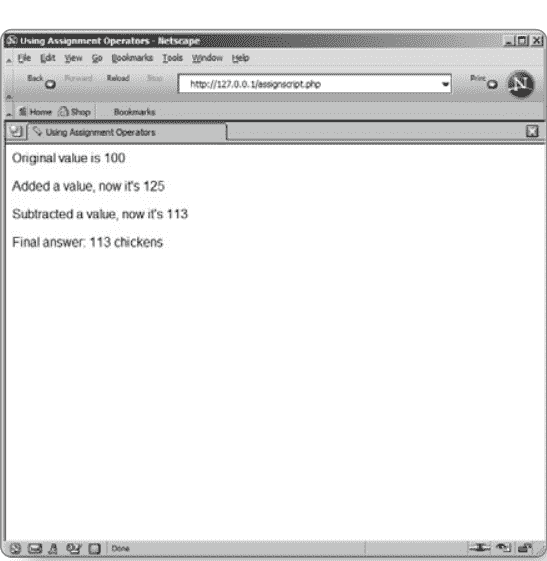 Using Assignment Operators - Netscape
File Edit View Go Bookmarks Tools Window Help
Back Forward Reload Stop http://127.0.0.1/assignscript.php Print N
Home Shop Bookmarks
Using Assignment Operators
Original value is 100
Added a value, now it's 125
Subtracted a value, now it's 113
Final answer: 113 chickens
Done